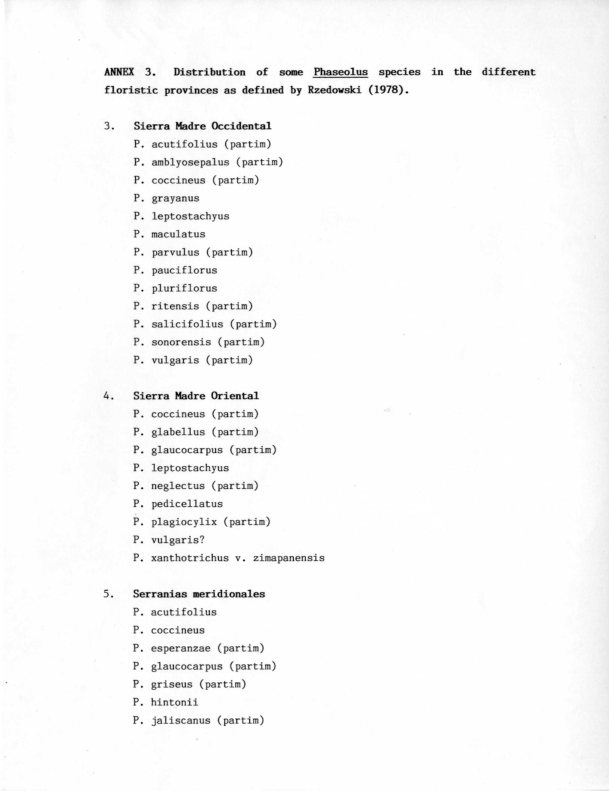 ANNEX 3. Distribution of some Phaseolus species in the different
floristic provinces as defined by Rzedowski (1978).
3. Sierra Madre Occidental
P. acutifolius (partim)
P. amblyosepalus (partim)
P. coccineus (partim)
P. grayanus
P. leptostachyus
P. maculatus
P. parvulus (partim)
P. pauciflorus
P. pluriflorus
P. ritensis (partim)
P. salicifolius (partim)
P. sonorensis (partim)
P. vulgaris (partim)
4. Sierra Madre Oriental
P. coccineus (partim)
P. glabellus (partim)
P. glaucocarpus (partim)
P. leptostachyus
P. neglectus (partim)
P. pedicellatus
P. plagiocylix (partim)
P. vulgaris?
P. xanthotrichus v. zimapanensis
5. Serranias meridionales
P. acutifolius
P. coccineus
P. esperanzae (partim)
P. glaucocarpus (partim)
P. griseus (partim)
P. hintonii
P. jaliscanus (partim)